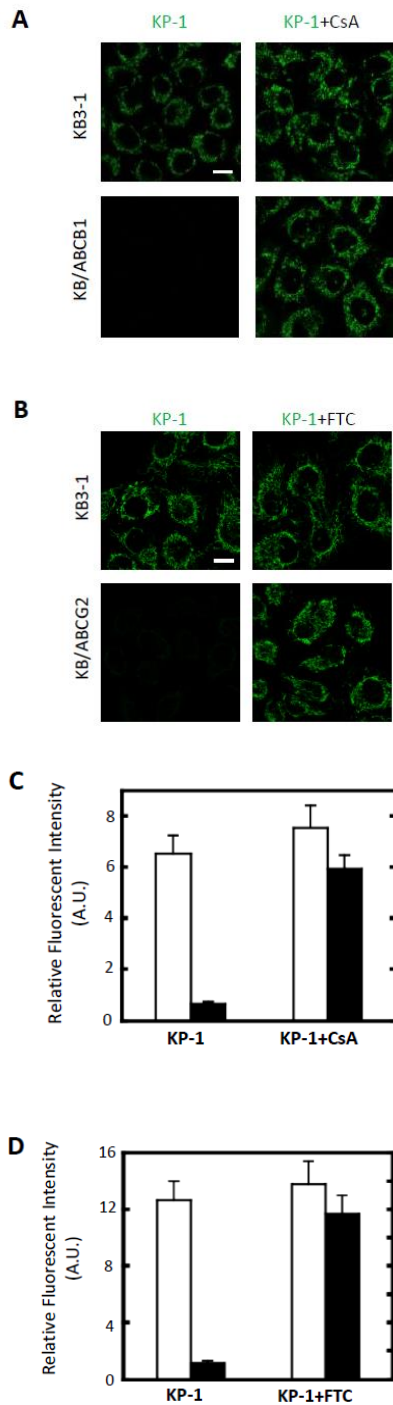 A
KP-1 KP-1+CsA
KB3-1
KB/ABCB1
B
KP-1 KP-1+FTC
KB3-1
KB/ABCG2
C
Relative Fluorescent Intensity
(A.U.)
8
6
4
2
0
KP-1 KP-1+CsA
D
Relative Fluorescent Intensity
(A.U.)
16
12
8
4
0
KP-1 KP-1+FTC